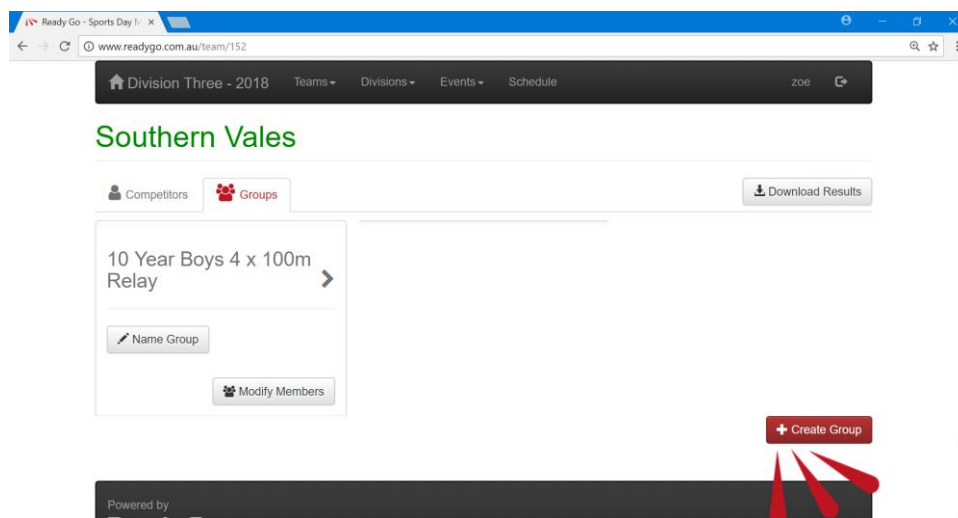 Ready Go - Sports Day M
www.readygo.com.au/team/152
Division Three - 2018 Teams Divisions Events Schedule zoe
Southern Vales
Competitors Groups Download Results
10 Year Boys 4 x 100m
Relay
Name Group
Modify Members
Create Group
Powered by